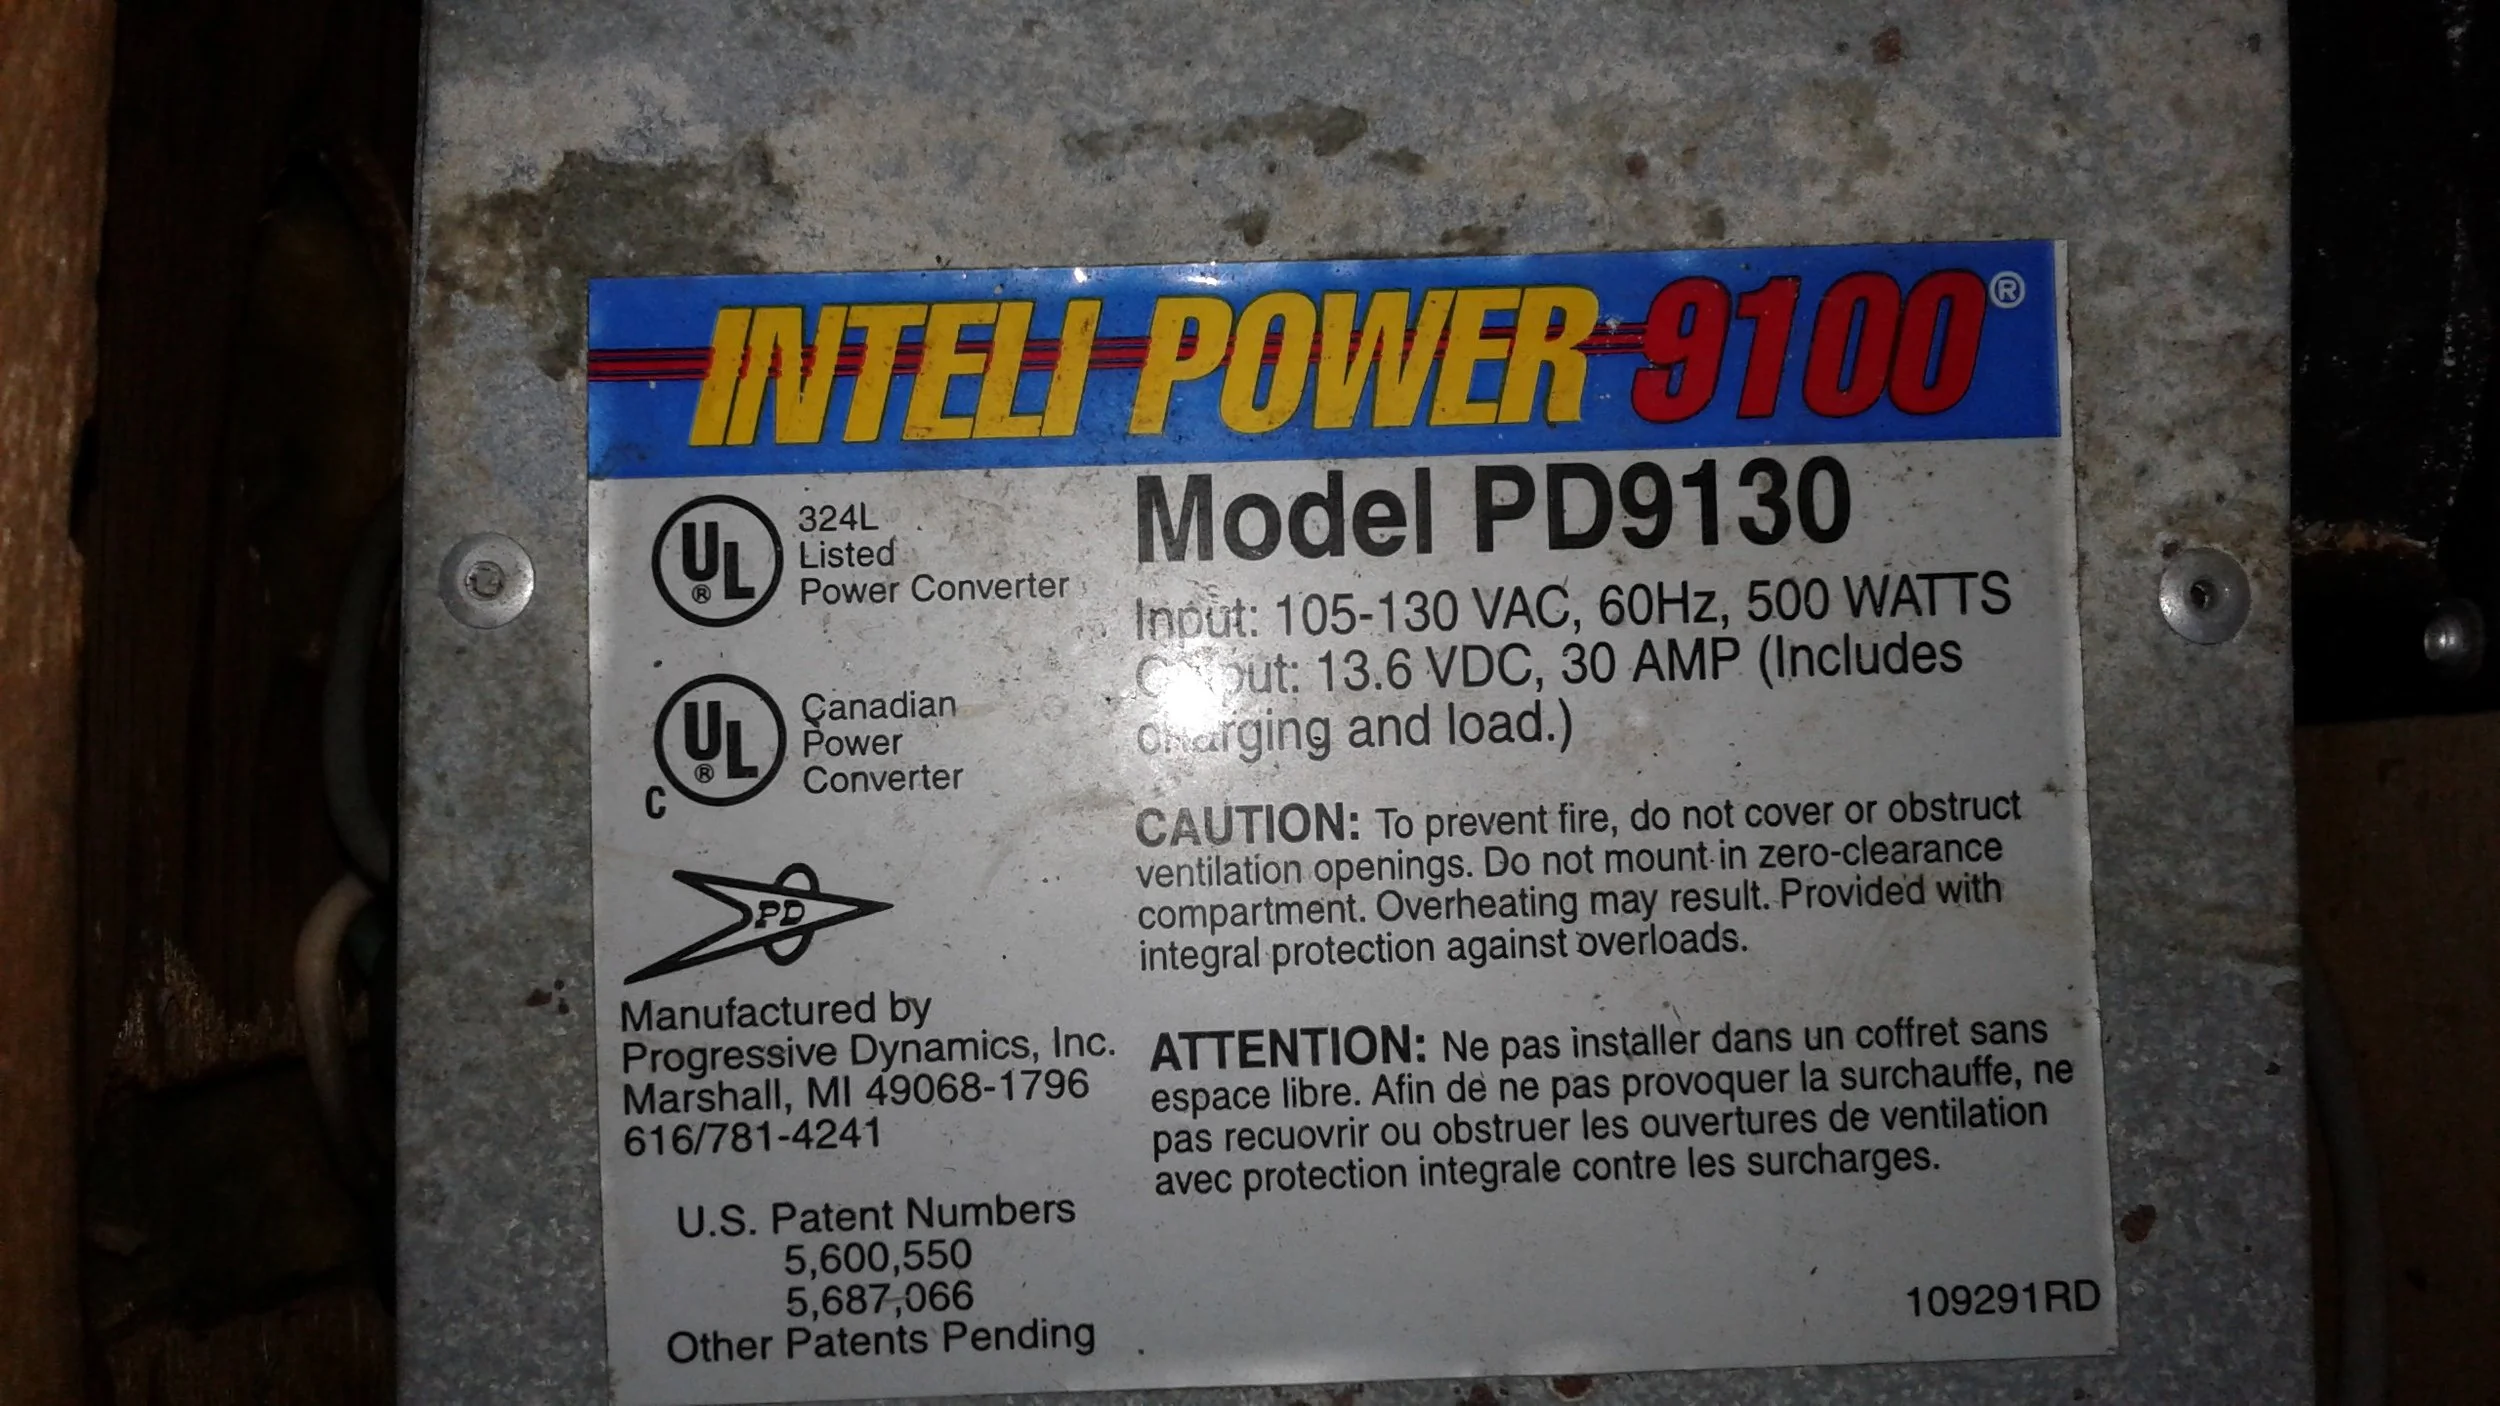 INTELI POWER 9100®
UL®
324L
Listed
Power Converter
C UL®
Canadian
Power
Converter
PD
Manufactured by
Progressive Dynamics, Inc.
Marshall, MI 49068-1796
616/781-4241
U.S. Patent Numbers
5,600,550
5,687,066
Other Patents Pending
Model PD9130
Input: 105-130 VAC, 60Hz, 500 WATTS
Output: 13.6 VDC, 30 AMP (Includes
charging and load.)
CAUTION: To prevent fire, do not cover or obstruct
ventilation openings. Do not mount in zero-clearance
compartment. Overheating may result. Provided with
integral protection against overloads.
ATTENTION: Ne pas installer dans un coffret sans
espace libre. Afin de ne pas provoquer la surchauffe, ne
pas recuovrir ou obstruer les ouvertures de ventilation
avec protection integrale contre les surcharges.
109291RD